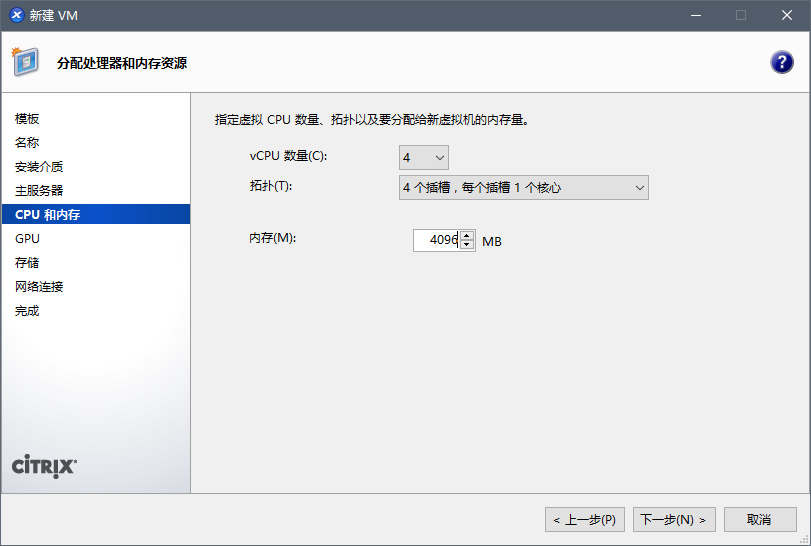 新建 VM
分配处理器和内存资源
?
模板
名称
安装介质
主服务器
CPU 和内存
GPU
存储
网络连接
完成
CİTRIX
指定虚拟 CPU 数量、拓扑以及要分配给新虚拟机的内存量。
vCPU 数量(C): 4
拓扑(T): 4 个插槽，每个插槽 1 个核心
内存(M): 4096 MB
< 上一步(P) 下一步(N) > 取消